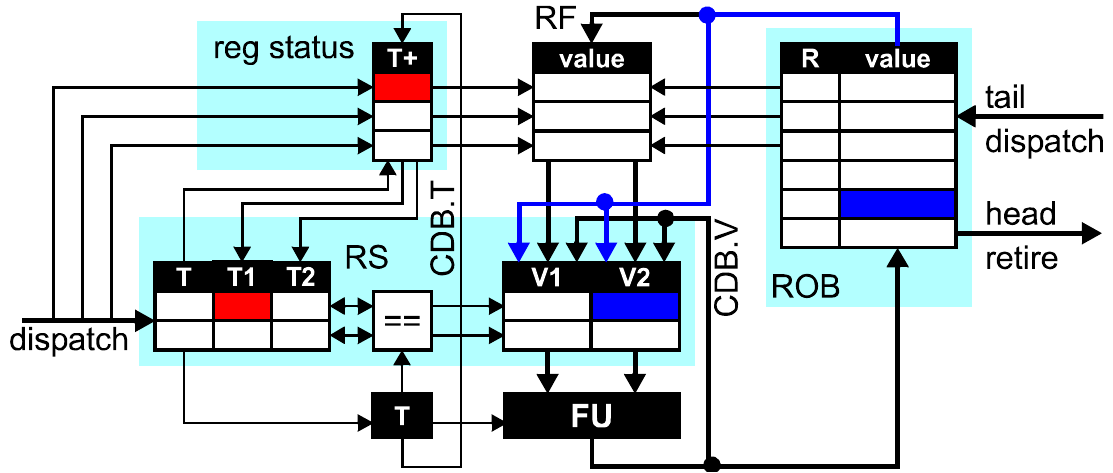 RF
reg status
T+
value
R value
tail
dispatch
CDB.T
head
retire
RS
CDB.V
T T1 T2
V1 V2
ROB
==
dispatch
T
FU